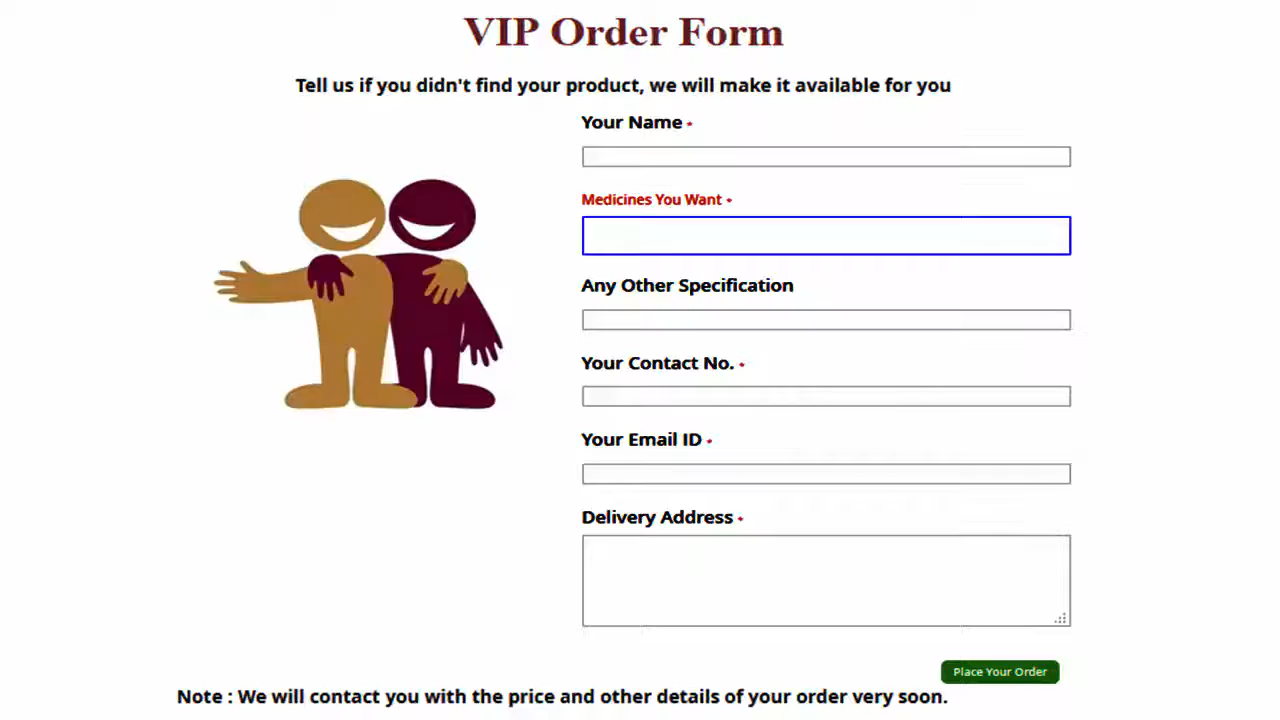 VIP Order Form
Tell us if you didn't find your product, we will make it available for you
Your Name *
Medicines You Want *
Any Other Specification
Your Contact No. *
Your Email ID *
Delivery Address *
Place Your Order
Note : We will contact you with the price and other details of your order very soon.